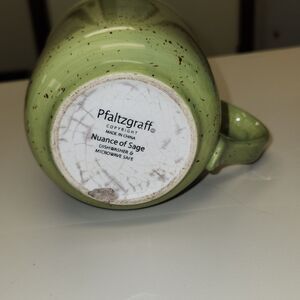 Pfaltzgraff®
COPYRIGHT
MADE IN CHINA
Nuance of Sage
DISHWASHER &
MICROWAVE SAFE